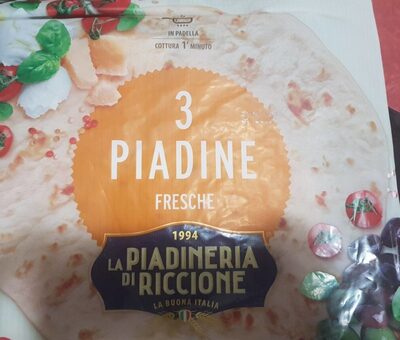 IN PADELLA
COTTURA 1' MINUTO
3
PIADINE
FRESCHE
1994
LA PIADINERIA
DI RICCIONE
LA BUONA ITALIA